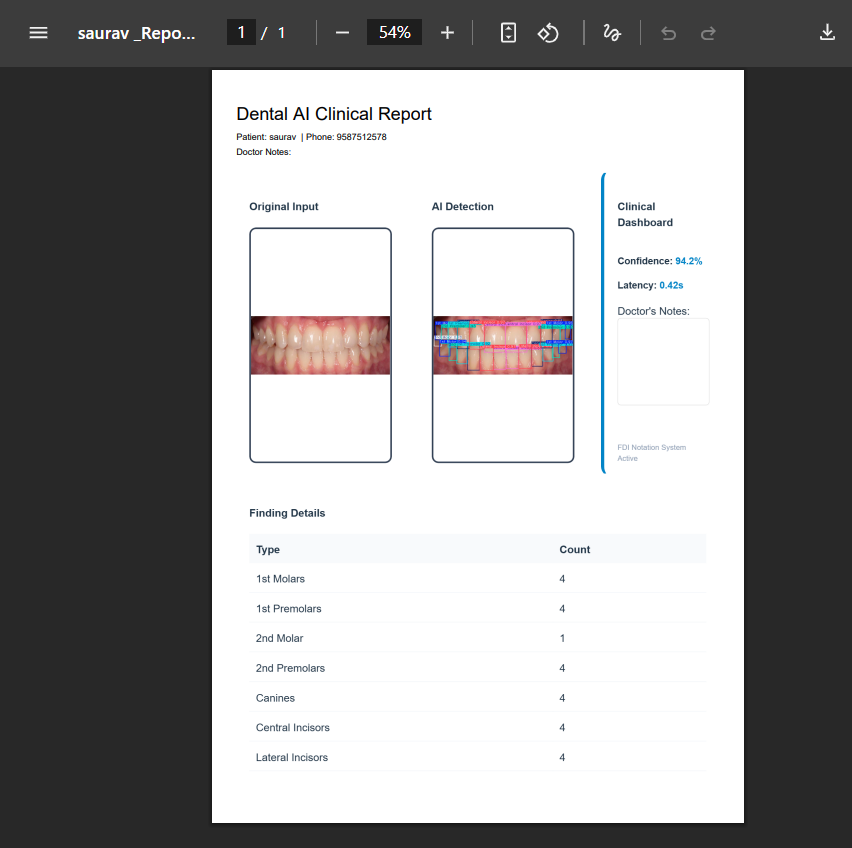 saurav _Repo...
1 / 1
54%
Dental AI Clinical Report
Patient: saurav | Phone: 9587512578
Doctor Notes:
Original Input
AI Detection
Clinical
Dashboard
Confidence: 94.2%
Latency: 0.42s
Doctor's Notes:
FDI Notation System
Active
Finding Details
Type Count
1st Molars 4
1st Premolars 4
2nd Molar 1
2nd Premolars 4
Canines 4
Central Incisors 4
Lateral Incisors 4